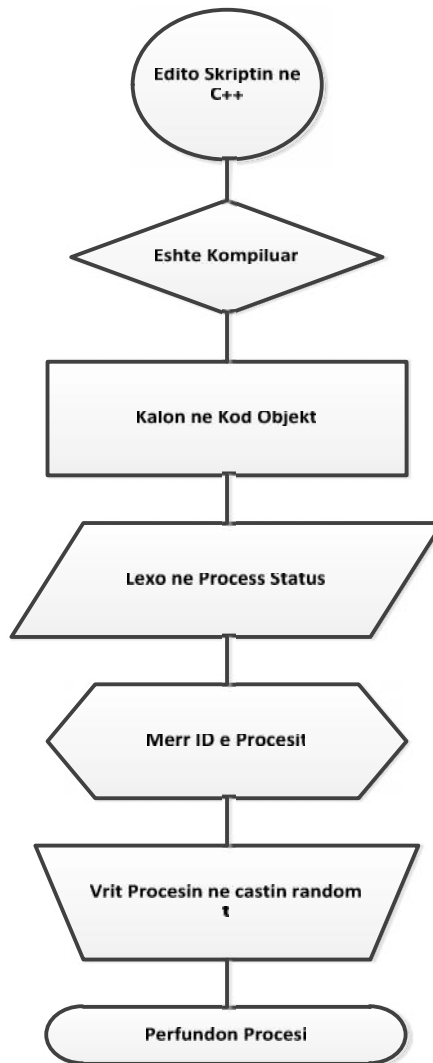 Edito Skriptin ne
C++
Eshte Kompiluar
Kalon ne Kod Objekt
Lexo ne Process Status
Merr ID e Procesit
Vrit Procesin ne castin random
t
Perfundon Procesi